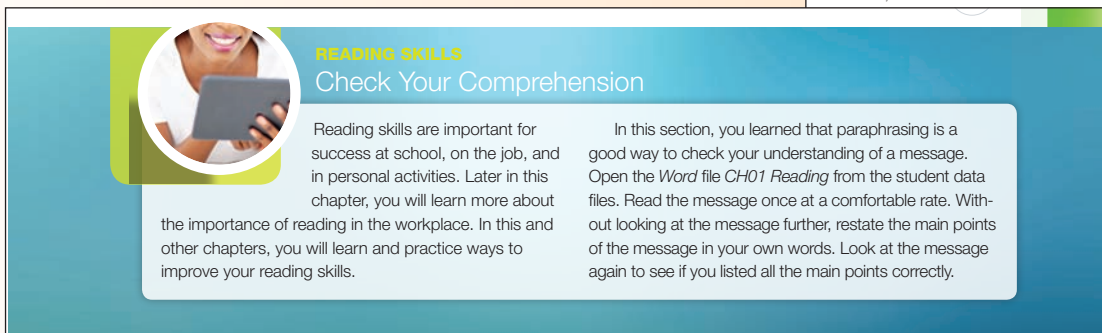 READING SKILLS
Check Your Comprehension
Reading skills are important for
success at school, on the job, and
in personal activities. Later in this
chapter, you will learn more about
the importance of reading in the workplace. In this and
other chapters, you will learn and practice ways to
improve your reading skills.
In this section, you learned that paraphrasing is a
good way to check your understanding of a message.
Open the Word file CH01 Reading from the student data
files. Read the message once at a comfortable rate. With-
out looking at the message further, restate the main points
of the message in your own words. Look at the message
again to see if you listed all the main points correctly.